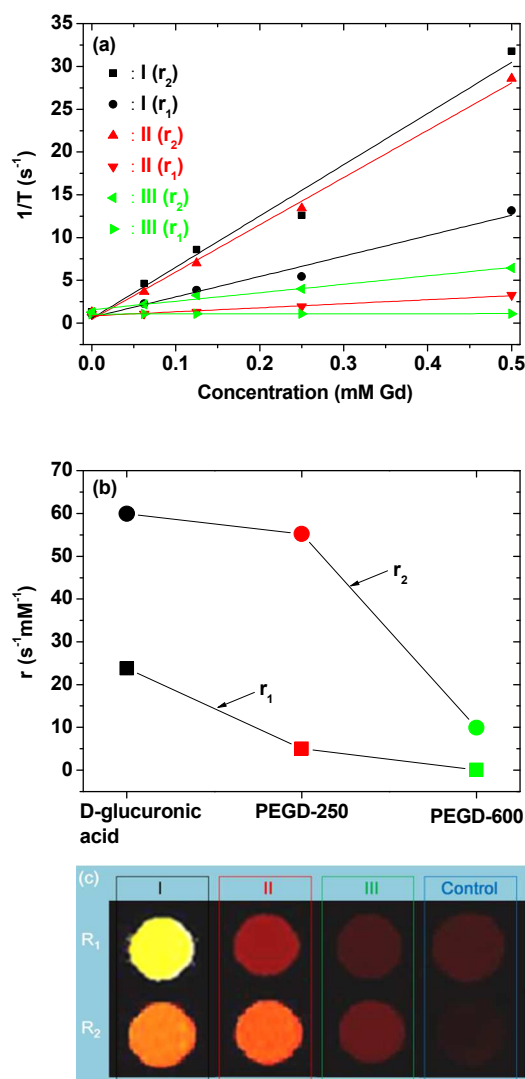 (a)
35
30
25
20
15
10
5
0
1/T (s⁻¹)
: I (r₂)
: I (r₁)
: II (r₂)
: II (r₁)
: III (r₂)
: III (r₁)
0.0 0.1 0.2 0.3 0.4 0.5
Concentration (mM Gd)
(b)
70
60
50
40
30
20
10
0
r (s⁻¹mM⁻¹)
r₂
r₁
D-glucuronic PEGD-250 PEGD-600
acid
(c) I II III Control
R₁
R₂